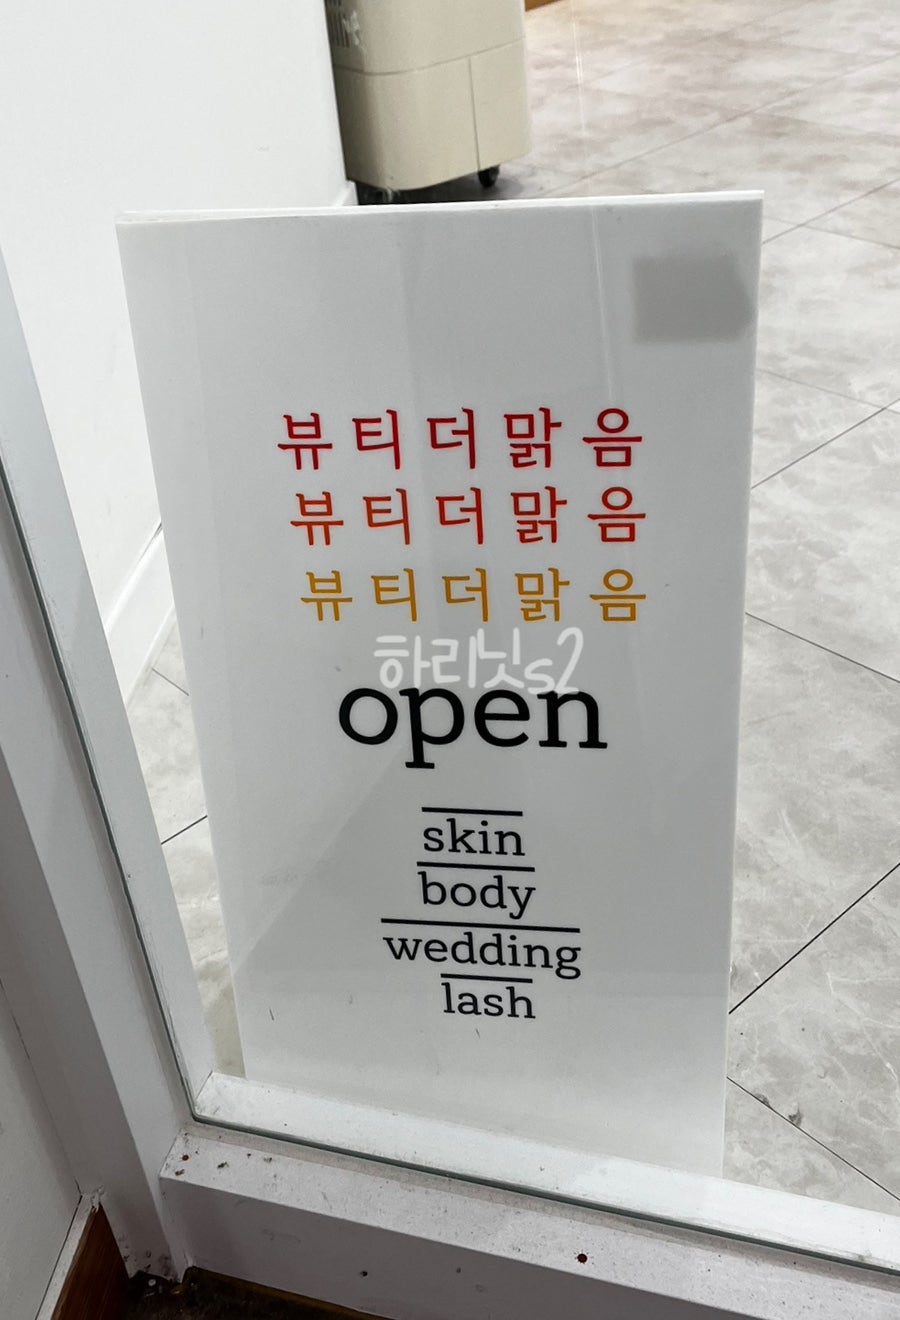 뷰티더맑음
뷰티더맑음
뷰티더맑음
하리닛s2
open
skin
body
wedding
lash